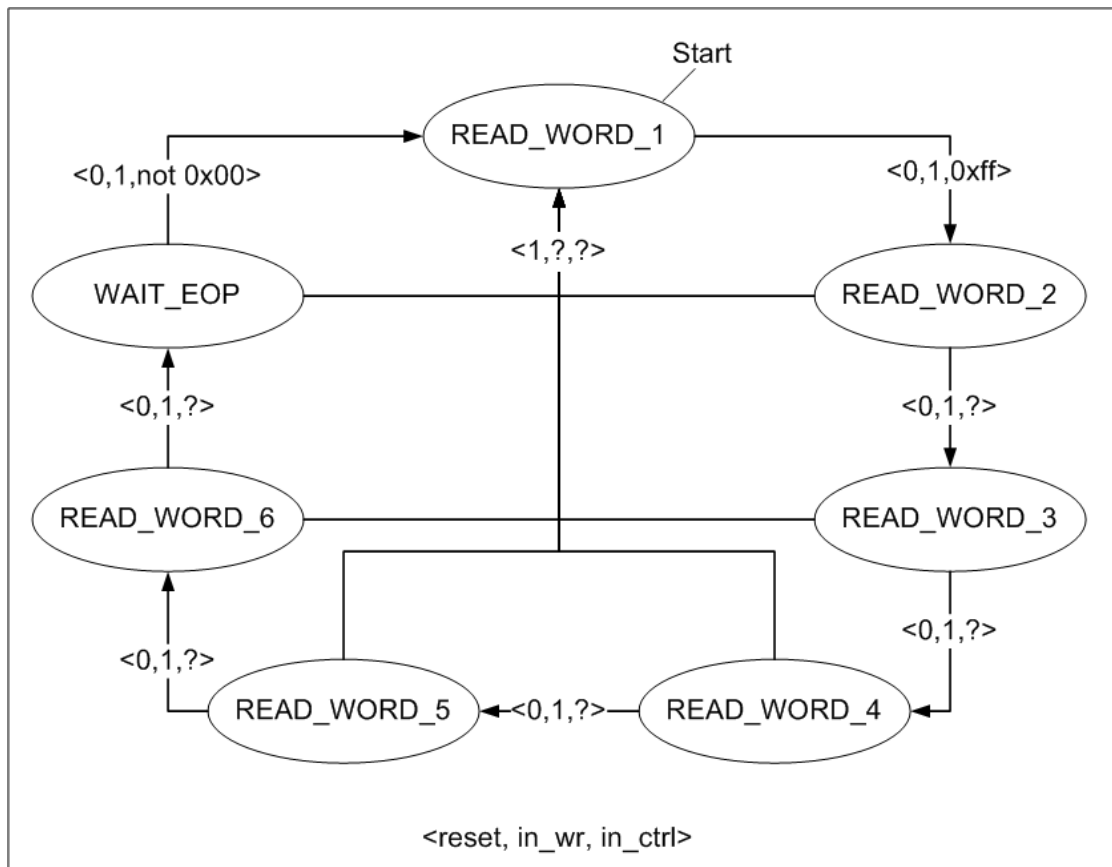 Start
READ_WORD_1
<0,1,not 0x00>
<0,1,0xff>
<1,?,?>
WAIT_EOP
READ_WORD_2
<0,1,?>
<0,1,?>
READ_WORD_6
READ_WORD_3
<0,1,?>
<0,1,?>
READ_WORD_5
<0,1,?>
READ_WORD_4
<reset, in_wr, in_ctrl>